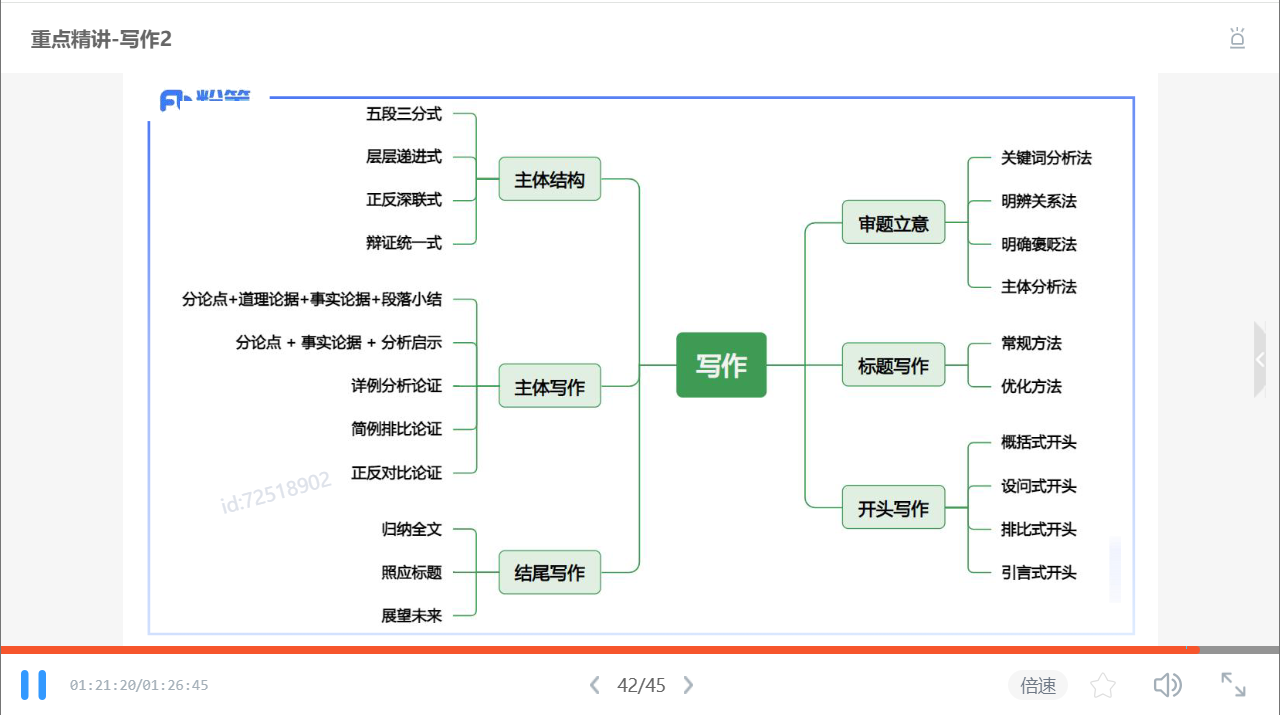 重点精讲-写作2
粉笔
五段三分式
层层递进式
正反深联式
辩证统一式
主体结构
分论点+道理论据+事实论据+段落小结
分论点 + 事实论据 + 分析启示
详例分析论证
简例排比论证
正反对比论证
主体写作
归纳全文
照应标题
展望未来
结尾写作
写作
审题立意
关键词分析法
明辨关系法
明确褒贬法
主体分析法
标题写作
常规方法
优化方法
开头写作
概括式开头
设问式开头
排比式开头
引言式开头
id:72518902
01:21:20/01:26:45
42/45
倍速